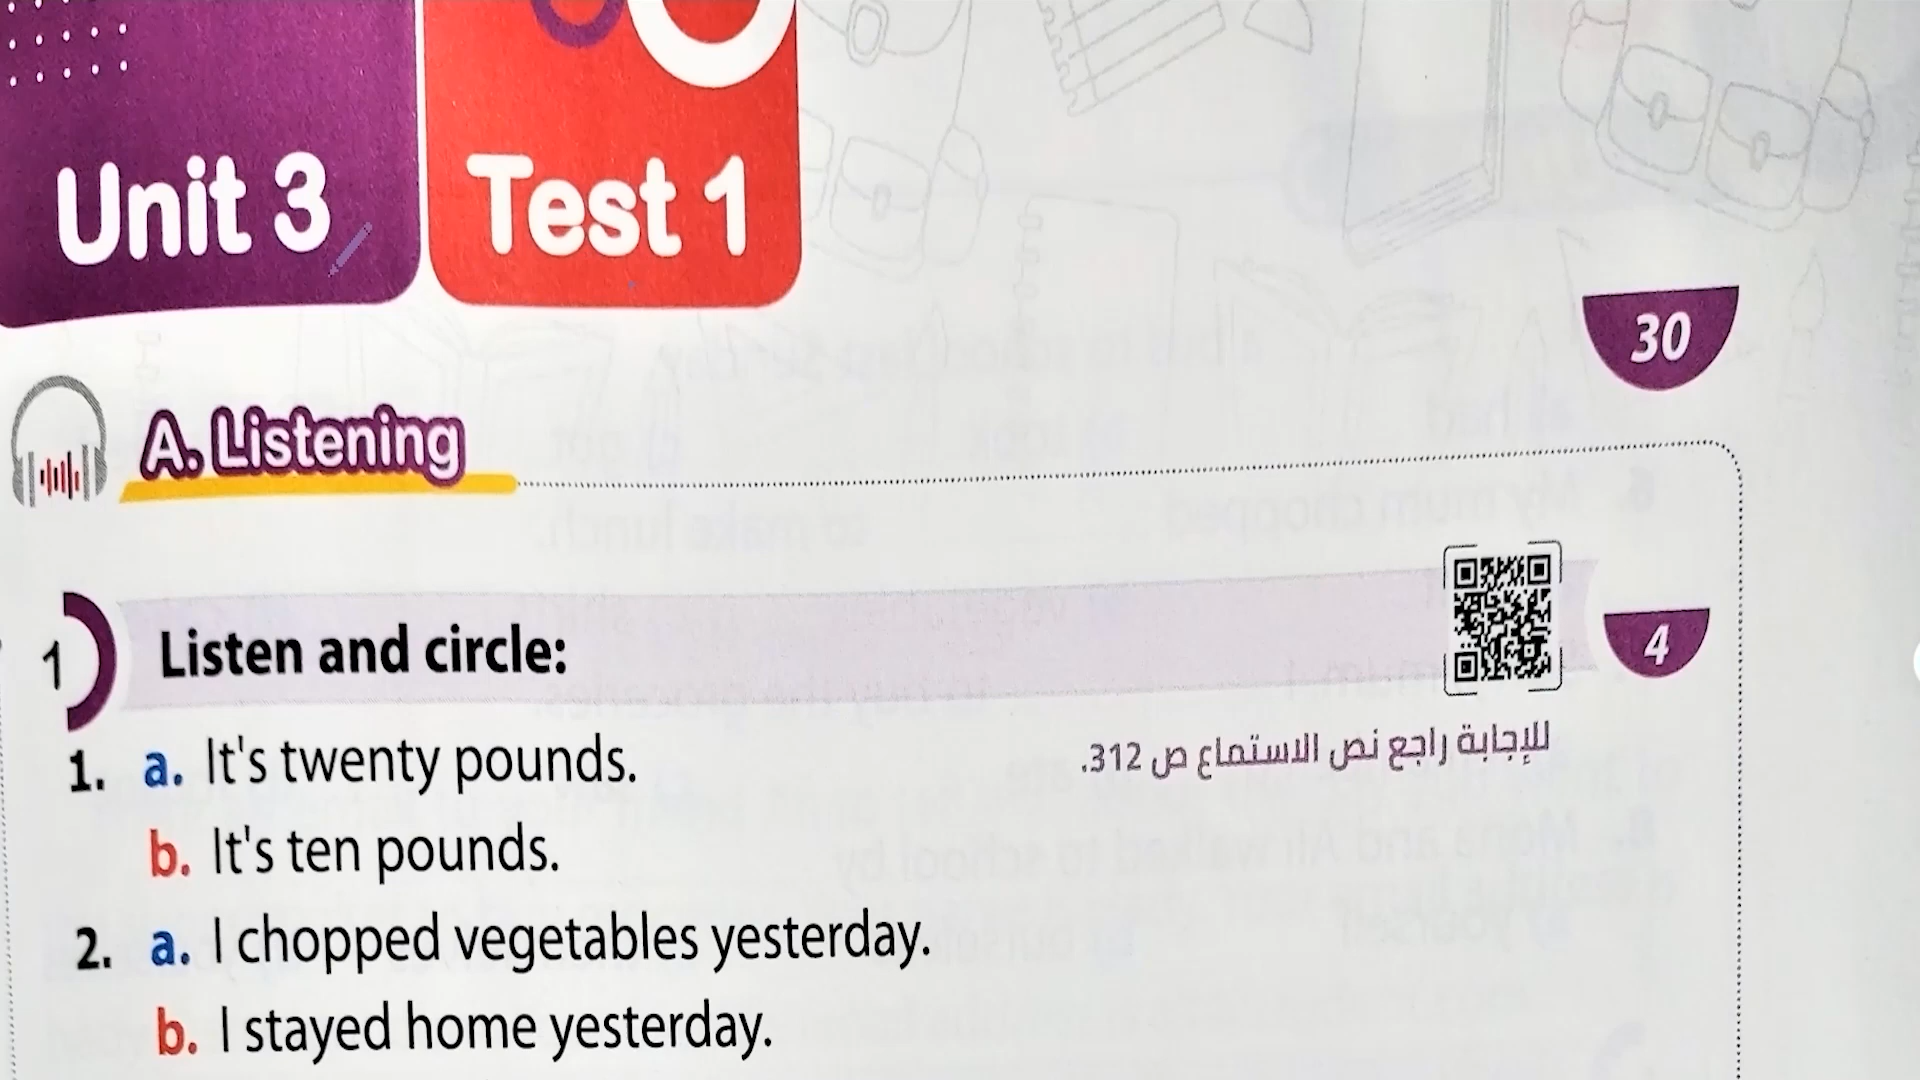 Unit 3
Test 1
30
A. Listening
1 Listen and circle:
4
للإجابة راجع نص الاستماع ص 312.
1. a. It's twenty pounds.
b. It's ten pounds.
2. a. I chopped vegetables yesterday.
b. I stayed home yesterday.